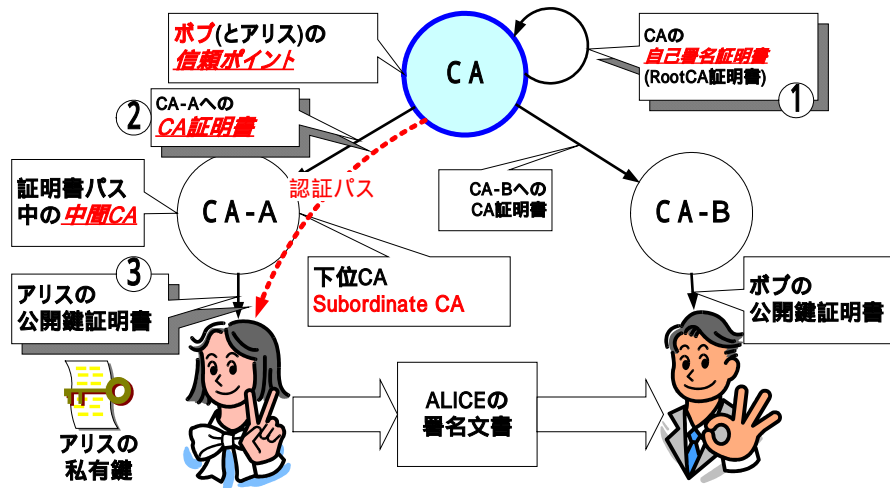 ボブ(とアリス)の
信頼ポイント
CA
CAの
自己署名証明書
(RootCA証明書)
①
②
CA-Aへの
CA証明書
認証パス
証明書パス
中の中間CA
CA-A
CA-Bへの
CA証明書
CA-B
③
下位CA
Subordinate CA
アリスの
公開鍵証明書
ボブの
公開鍵証明書
アリスの
私有鍵
ALICEの
署名文書